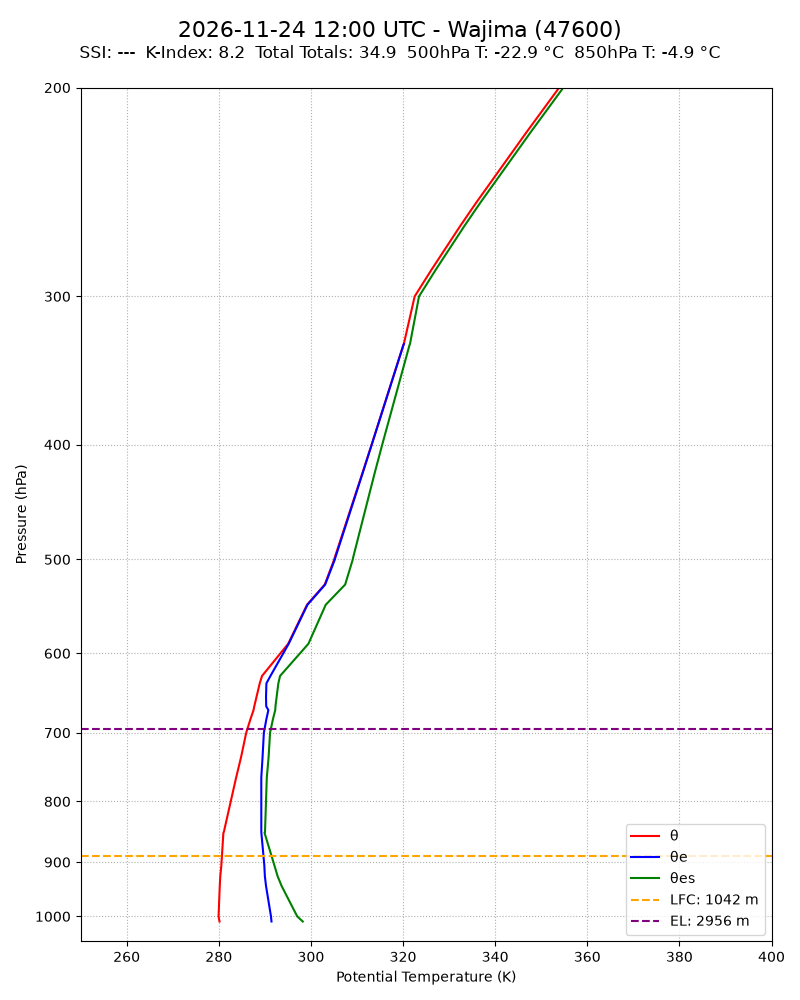 2026-11-24 12:00 UTC - Wajima (47600)
SSI: --- K-Index: 8.2 Total Totals: 34.9 500hPa T: -22.9 °C 850hPa T: -4.9 °C
200
300
400
500
600
700
800
900
1000
Pressure (hPa)
θ
θe
θes
LFC: 1042 m
EL: 2956 m
260 280 300 320 340 360 380 400
Potential Temperature (K)